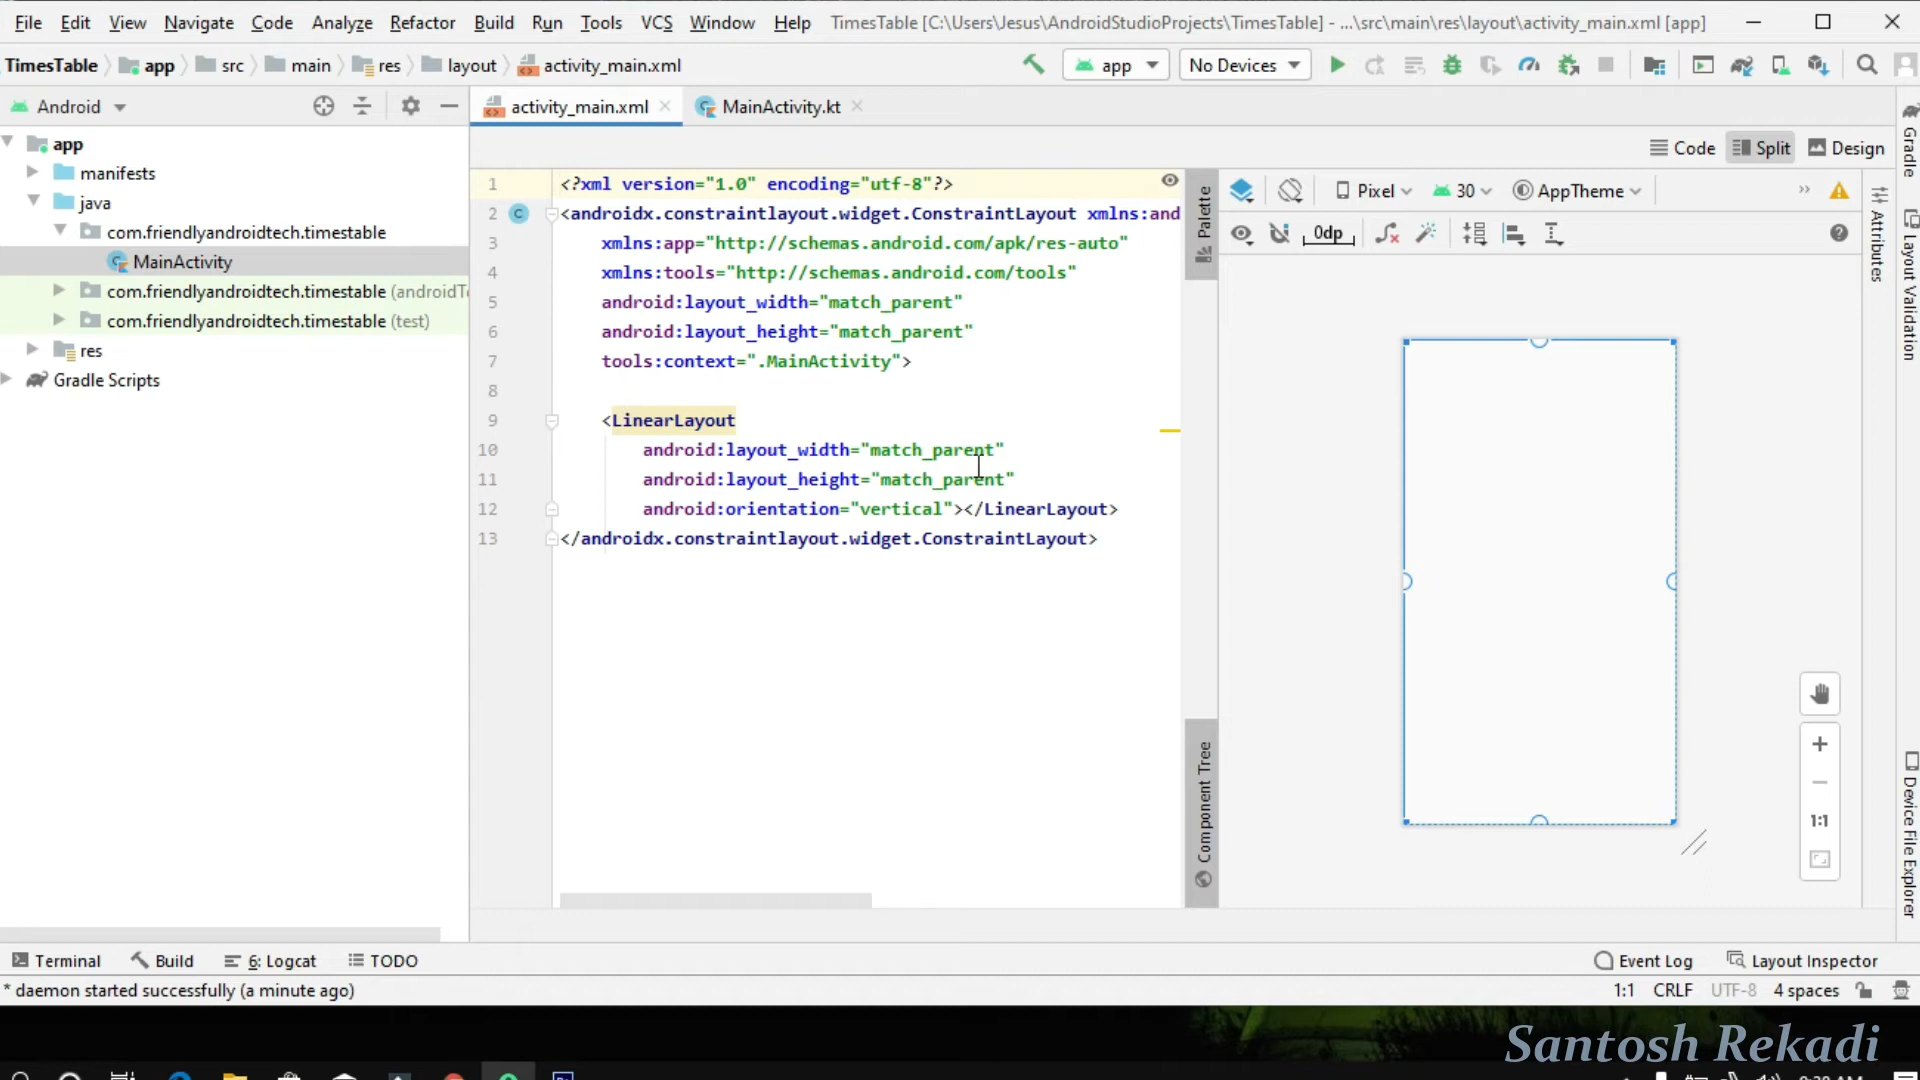 File Edit View Navigate Code Analyze Refactor Build Run Tools VCS Window Help TimesTable [C:\Users\Jesus\AndroidStudioProjects\TimesTable] - ...\src\main\res\layout\activity_main.xml [app]
TimesTable app src main res layout activity_main.xml app No Devices
Android activity_main.xml MainActivity.kt
Code Split Design
app
manifests
java
com.friendlyandroidtech.timestable
MainActivity
com.friendlyandroidtech.timestable (androidT
com.friendlyandroidtech.timestable (test)
res
Gradle Scripts
1 <?xml version="1.0" encoding="utf-8"?>
2 <androidx.constraintlayout.widget.ConstraintLayout xmlns:and
3 xmlns:app="http://schemas.android.com/apk/res-auto"
4 xmlns:tools="http://schemas.android.com/tools"
5 android:layout_width="match_parent"
6 android:layout_height="match_parent"
7 tools:context=".MainActivity">
8
9 <LinearLayout
10 android:layout_width="match_parent"
11 android:layout_height="match_parent"
12 android:orientation="vertical"></LinearLayout>
13 </androidx.constraintlayout.widget.ConstraintLayout>
Palette
Component Tree
Pixel 30 AppTheme
0dp
1:1
Attributes
Gradle
Layout Validation
Device File Explorer
Terminal Build 6: Logcat TODO Event Log Layout Inspector
* daemon started successfully (a minute ago) 1:1 CRLF UTF-8 4 spaces
Santosh Rekadi